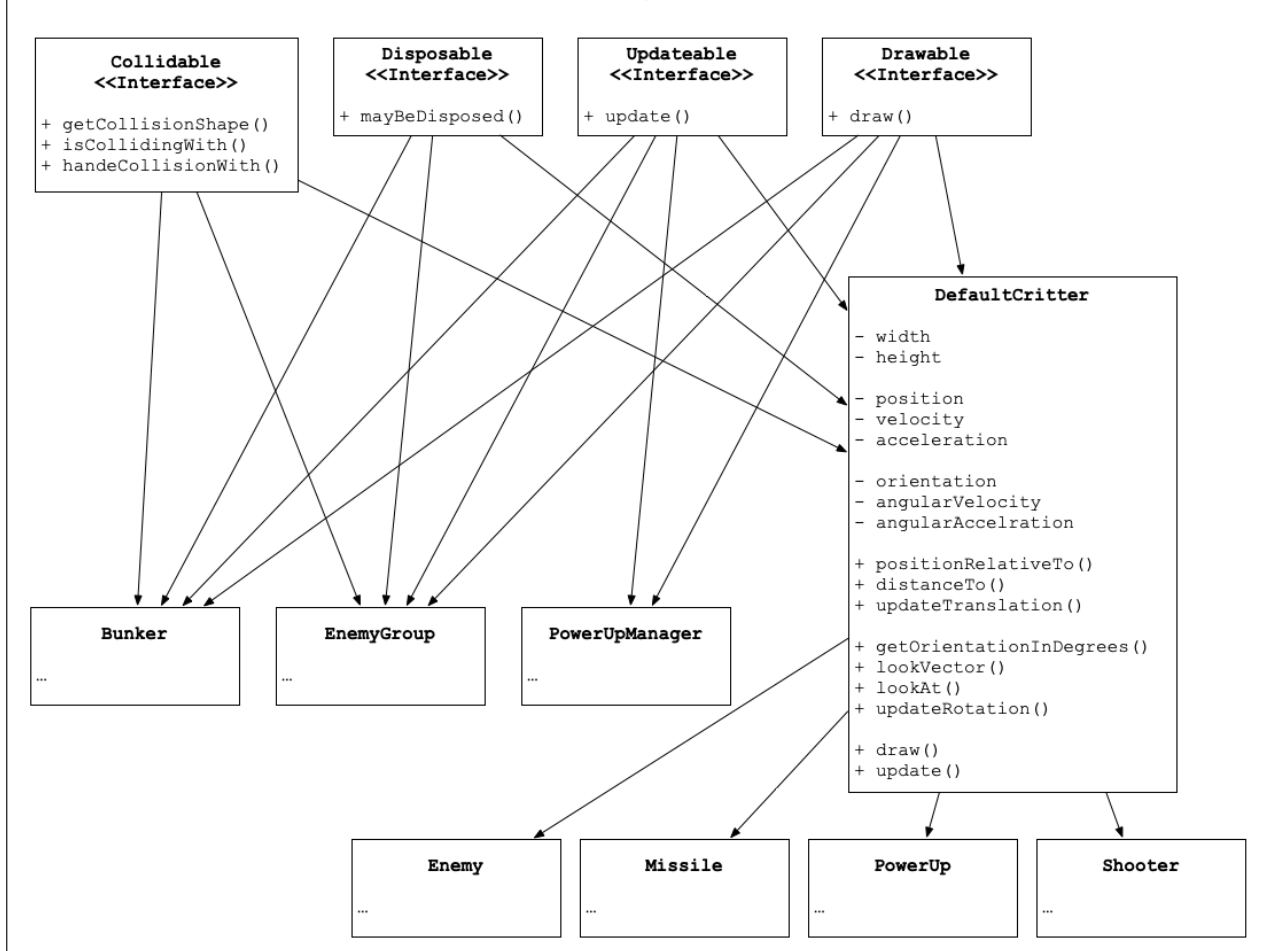 Collidable
<<Interface>>
+ getCollisionShape()
+ isCollidingWith()
+ handeCollisionWith()
Disposable
<<Interface>>
+ mayBeDisposed()
Updateable
<<Interface>>
+ update()
Drawable
<<Interface>>
+ draw()
DefaultCritter
- width
- height
- position
- velocity
- acceleration
- orientation
- angularVelocity
- angularAccelration
+ positionRelativeTo()
+ distanceTo()
+ updateTranslation()
+ getOrientationInDegrees()
+ lookVector()
+ lookAt()
+ updateRotation()
+ draw()
+ update()
Bunker
…
EnemyGroup
…
PowerUpManager
…
Enemy
…
Missile
…
PowerUp
…
Shooter
…